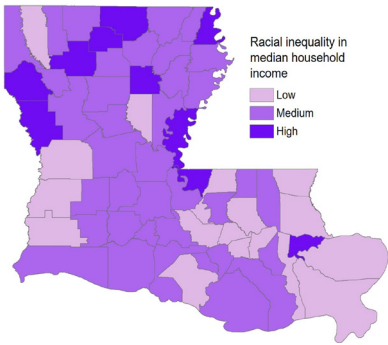 Racial inequality in
median household
income
Low
Medium
High